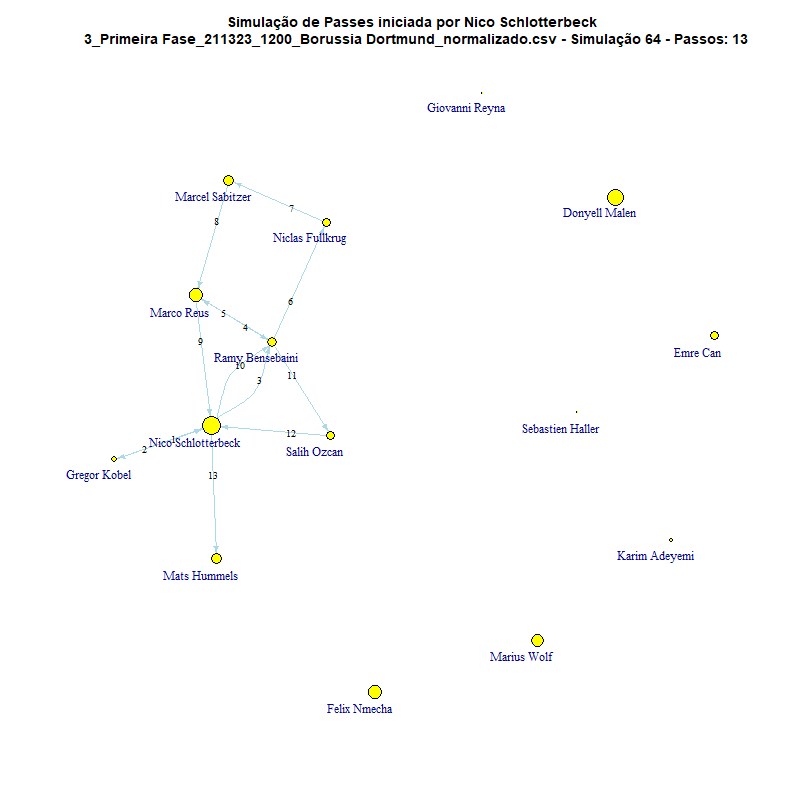 Simulação de Passes iniciada por Nico Schlotterbeck
3_Primeira Fase_211323_1200_Borussia Dortmund_normalizado.csv - Simulação 64 - Passos: 13
Giovanni Reyna
Marcel Sabitzer
7
Donyell Malen
8
Niclas Fullkrug
6
Marco Reus
5
4
9
Ramy Bensebaini
Emre Can
10
3
11
Sebastien Haller
12
1
Nico Schlotterbeck
2
Salih Ozcan
Gregor Kobel
13
Karim Adeyemi
Mats Hummels
Marius Wolf
Felix Nmecha